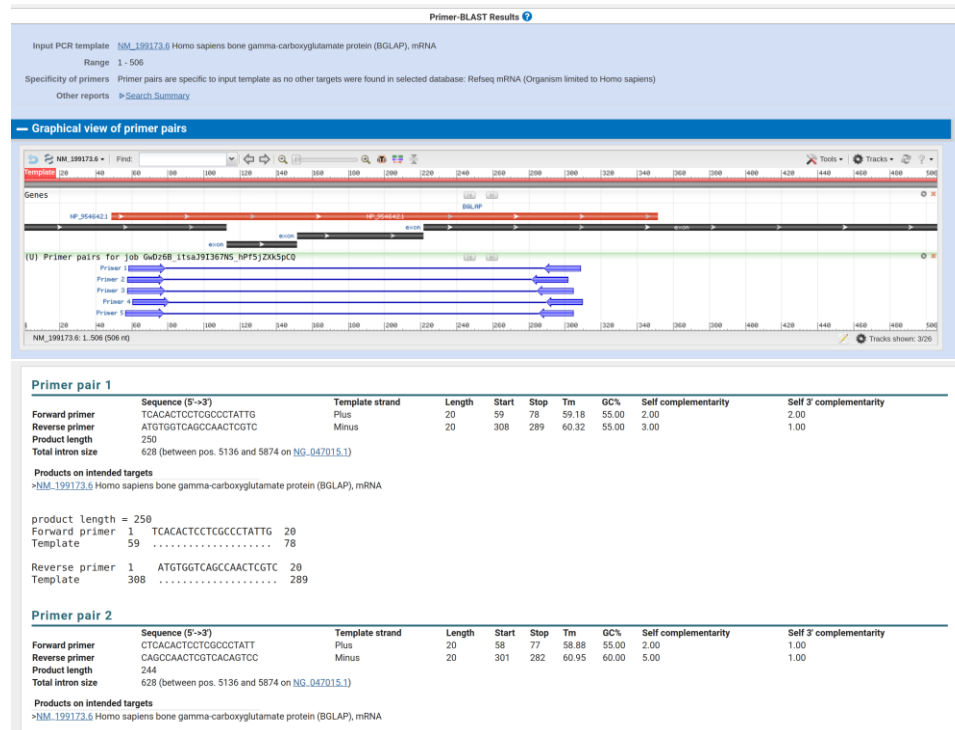 Primer-BLAST Results ?
Input PCR template NM_199173.6 Homo sapiens bone gamma-carboxyglutamate protein (BGLAP), mRNA
Range 1 - 506
Specificity of primers Primer pairs are specific to input template as no other targets were found in selected database: Refseq mRNA (Organism limited to Homo sapiens)
Other reports Search Summary
Graphical view of primer pairs
NM_199173.6 Find: Tools Tracks ?
Template 20 40 60 80 100 120 140 160 180 200 220 240 260 280 300 320 340 360 380 400 420 440 460 480 506
Genes
BGLAP
NP_954642.1 NP_954642.1
exon exon
exon
exon
(U) Primer pairs for job GwDz6B_itsaJ9I367NS_hPf5jZXk5pCQ
Primer 1
Primer 2
Primer 3
Primer 4
Primer 5
1 20 40 60 80 100 120 140 160 180 200 220 240 260 280 300 320 340 360 380 400 420 440 460 480 506
NM_199173.6: 1..506 (506 nt) Tracks shown: 3/26
Primer pair 1
Sequence (5'->3') Template strand Length Start Stop Tm GC% Self complementarity Self 3' complementarity
Forward primer TCACACTCCTCGCCCTATTG Plus 20 59 78 59.18 55.00 2.00 2.00
Reverse primer ATGTGGTCAGCCAACTCGTC Minus 20 308 289 60.32 55.00 3.00 1.00
Product length 250
Total intron size 628 (between pos. 5136 and 5874 on NG_047015.1)
Products on intended targets
>NM_199173.6 Homo sapiens bone gamma-carboxyglutamate protein (BGLAP), mRNA
product length = 250
Forward primer 1 TCACACTCCTCGCCCTATTG 20
Template 59 .................... 78
Reverse primer 1 ATGTGGTCAGCCAACTCGTC 20
Template 308 .................... 289
Primer pair 2
Sequence (5'->3') Template strand Length Start Stop Tm GC% Self complementarity Self 3' complementarity
Forward primer CTCACACTCCTCGCCCTATT Plus 20 58 77 58.88 55.00 2.00 1.00
Reverse primer CAGCCAACTCGTCACAGTCC Minus 20 301 282 60.95 60.00 5.00 1.00
Product length 244
Total intron size 628 (between pos. 5136 and 5874 on NG_047015.1)
Products on intended targets
>NM_199173.6 Homo sapiens bone gamma-carboxyglutamate protein (BGLAP), mRNA